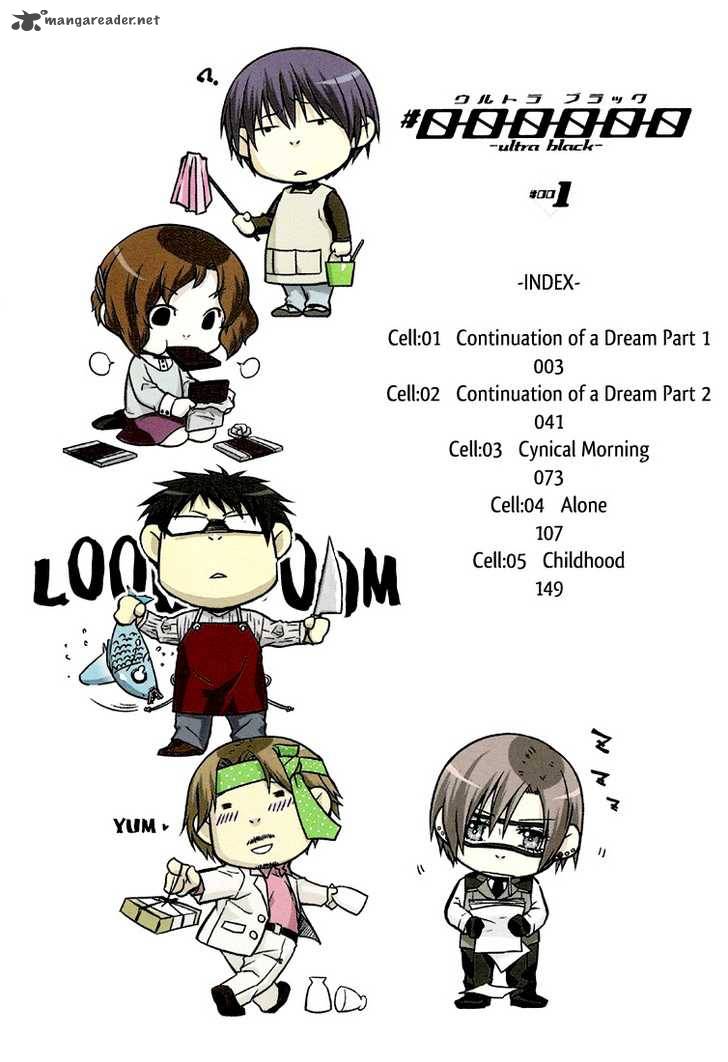 mangareader.net
ウルトラ ブラック
#000000
-ultra black-
#001
-INDEX-
Cell:01 Continuation of a Dream Part 1
003
Cell:02 Continuation of a Dream Part 2
041
Cell:03 Cynical Morning
073
Cell:04 Alone
107
Cell:05 Childhood
149
YUM